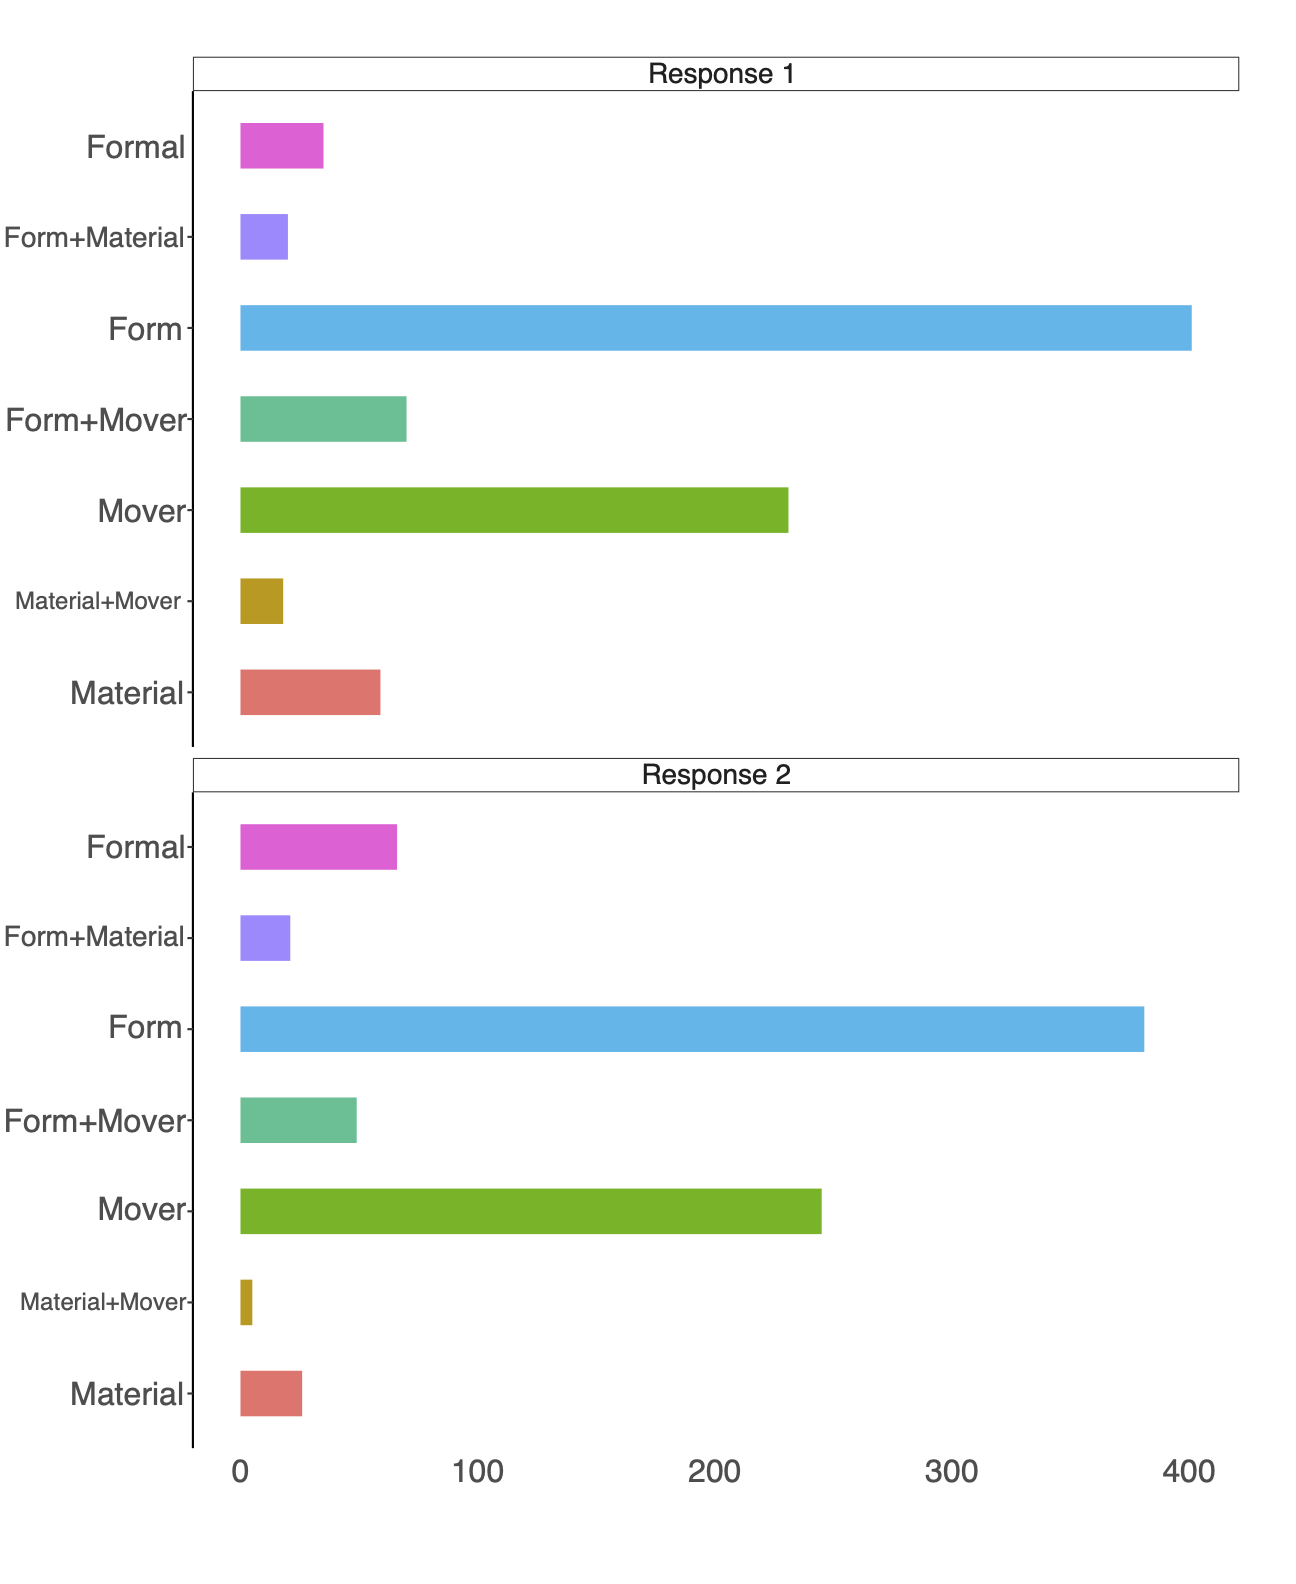 Response 1
Formal
Form+Material
Form
Form+Mover
Mover
Material+Mover
Material
Response 2
Formal
Form+Material
Form
Form+Mover
Mover
Material+Mover
Material
0 100 200 300 400